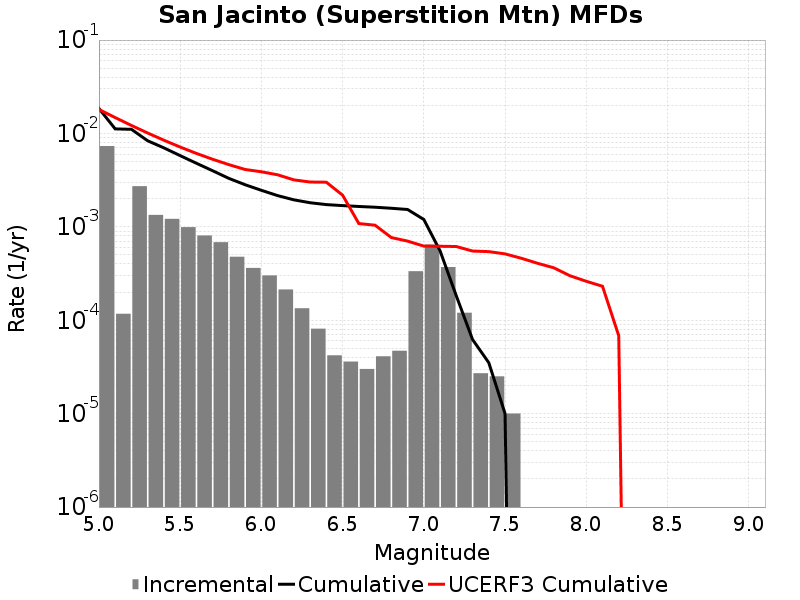 San Jacinto (Superstition Mtn) MFDs
10-1
10-2
10-3
10-4
10-5
10-6
Rate (1/yr)
5.0 5.5 6.0 6.5 7.0 7.5 8.0 8.5 9.0
Magnitude
Incremental Cumulative UCERF3 Cumulative